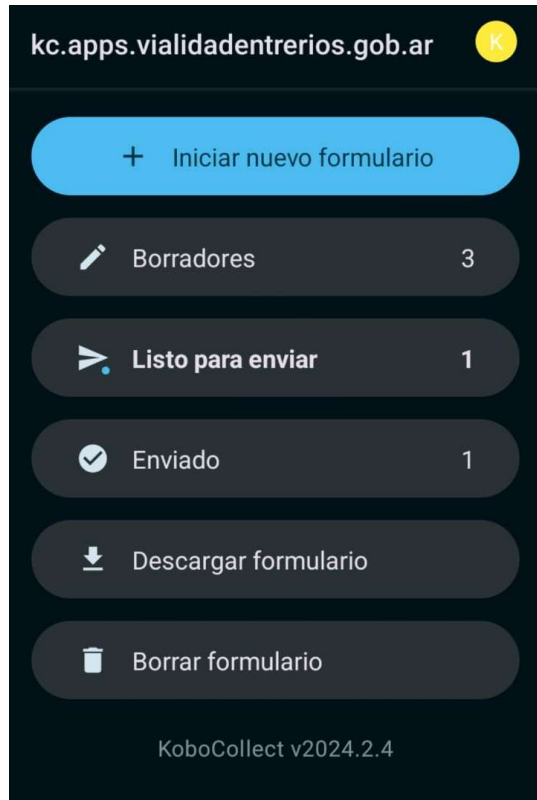 kc.apps.vialidadentrerios.gob.ar K
+ Iniciar nuevo formulario
Borradores 3
Listo para enviar 1
Enviado 1
Descargar formulario
Borrar formulario
KoboCollect v2024.2.4